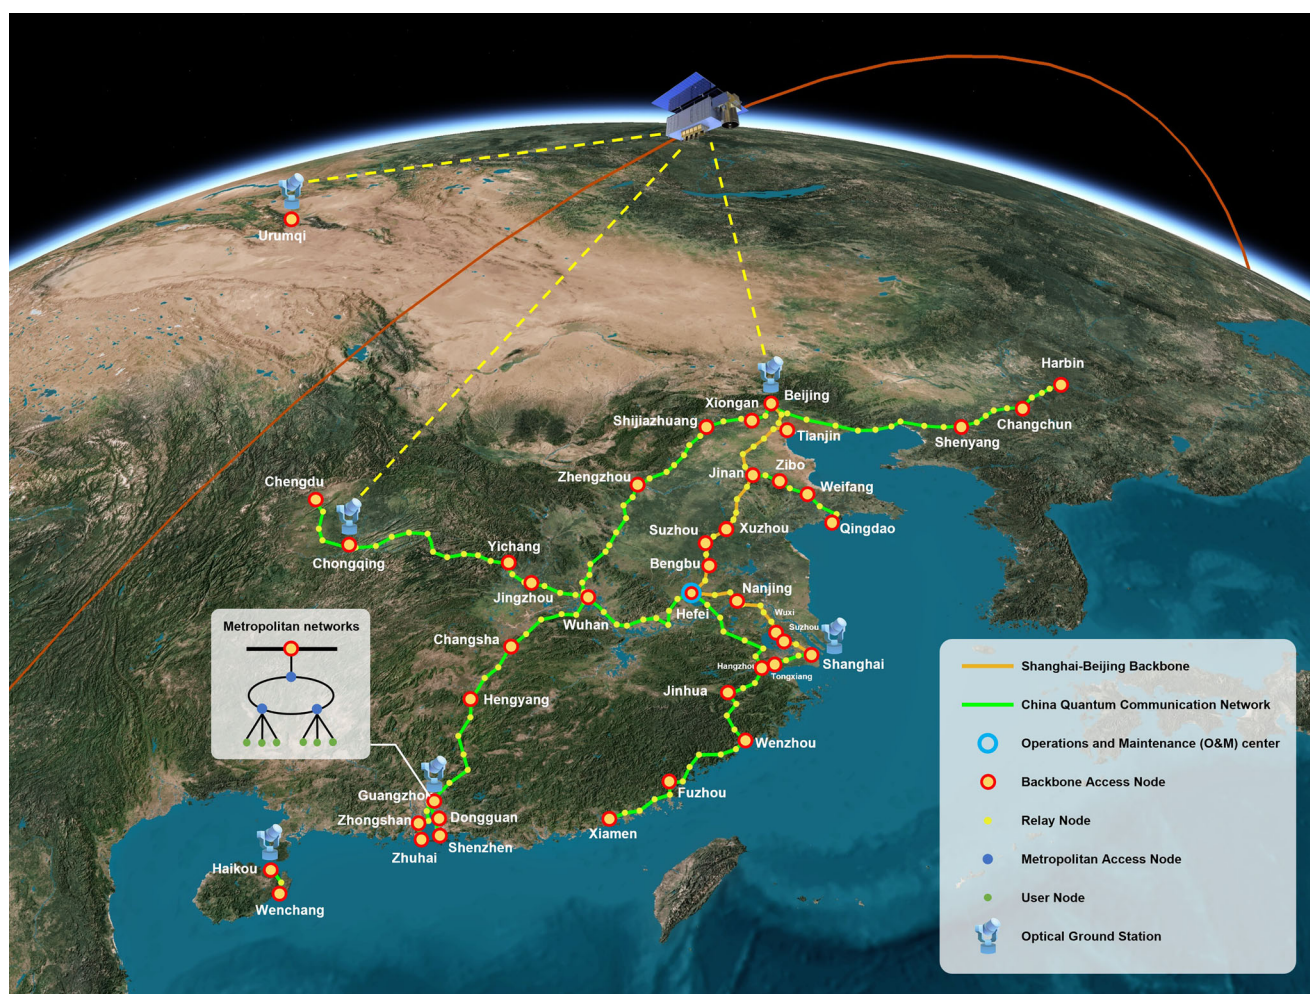 Urumqi
Harbin
Beijing
Xiongan
Changchun
Shijiazhuang
Tianjin
Shenyang
Zibo
Jinan
Zhengzhou
Chengdu
Weifang
Suzhou
Xuzhou
Qingdao
Yichang
Chongqing
Bengbu
Nanjing
Jingzhou
Hefei
Wuxi
Wuhan
Suzhou
Metropolitan networks
Changsha
Shanghai
Hangzhou
Tongxiang
Jinhua
Hengyang
Wenzhou
Guangzho
Fuzhou
Zhongshan
Dongguan
Xiamen
Shenzhen
Zhuhai
Haikou
Wenchang
Shanghai-Beijing Backbone
China Quantum Communication Network
Operations and Maintenance (O&M) center
Backbone Access Node
Relay Node
Metropolitan Access Node
User Node
Optical Ground Station